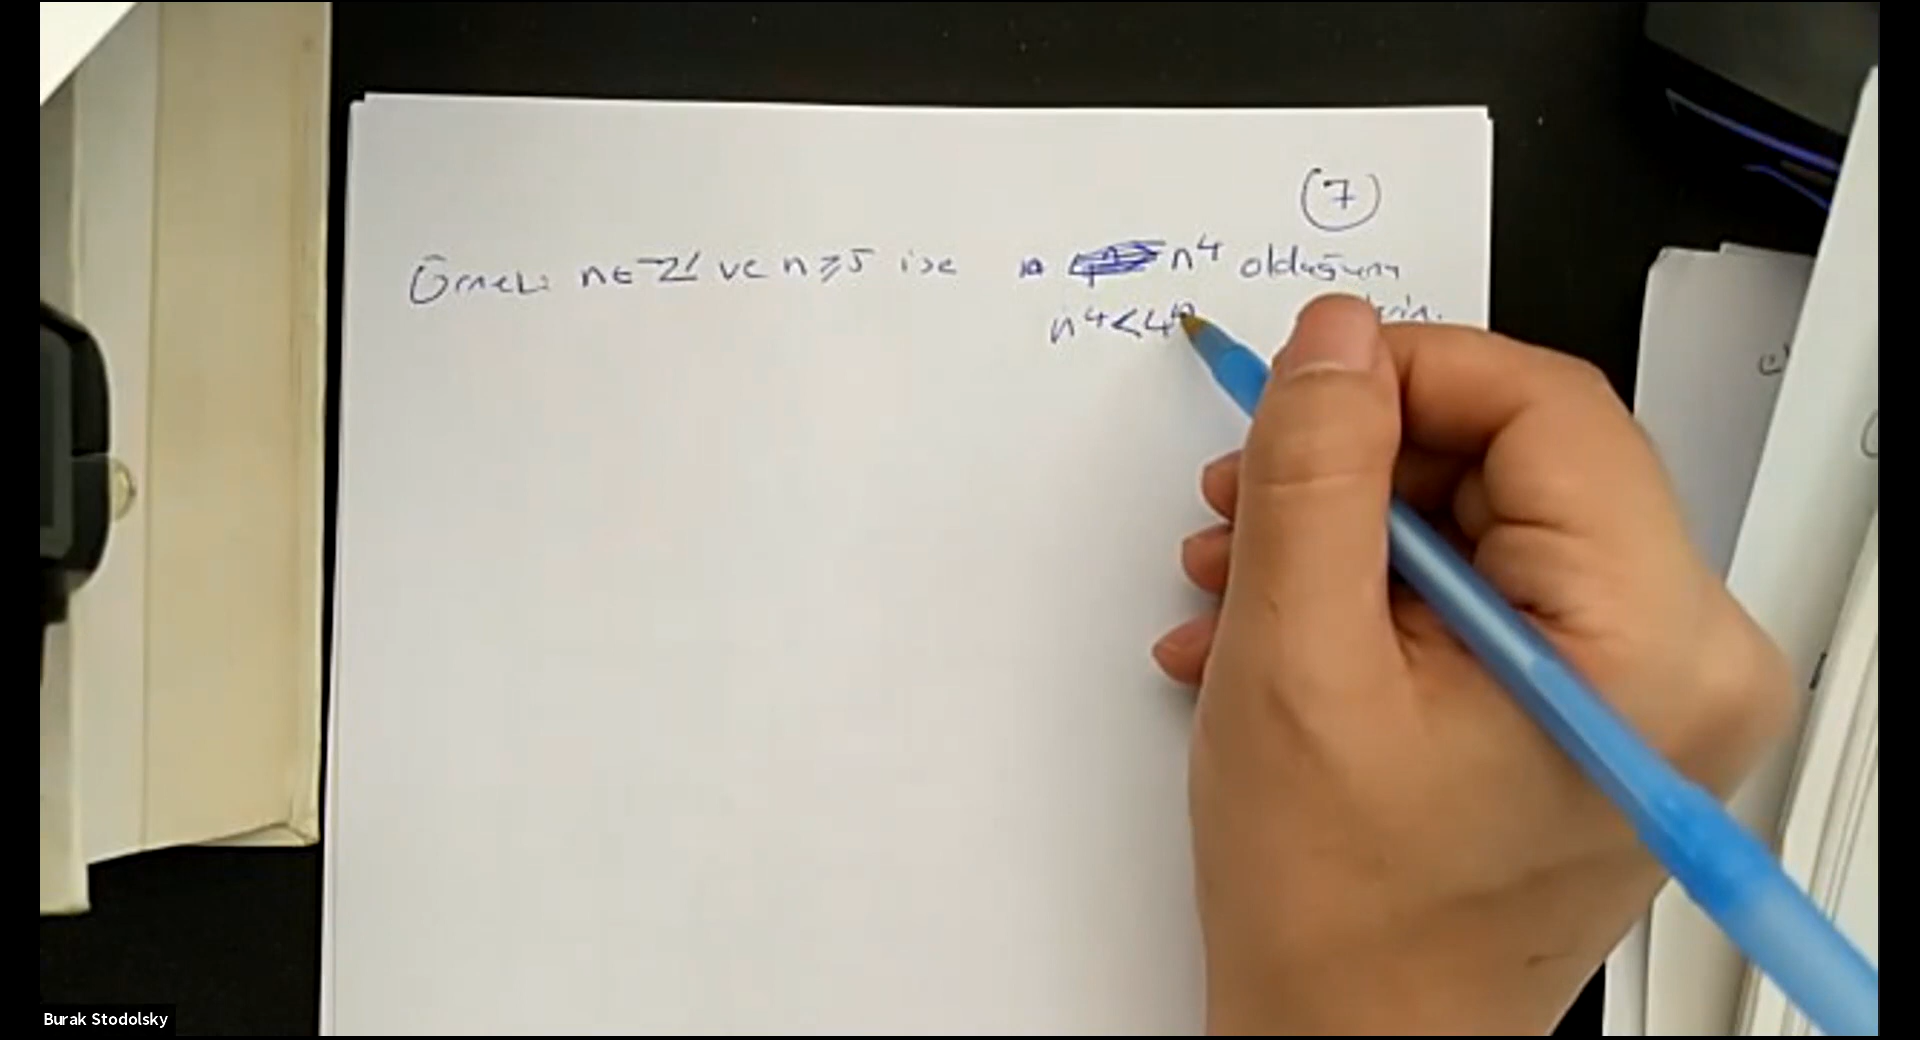 (7)
Örnek: n ∈ Z ve n ≥ 5 ise n⁴ olduğunu
n⁴ < 4ⁿ
Burak Stodolsky